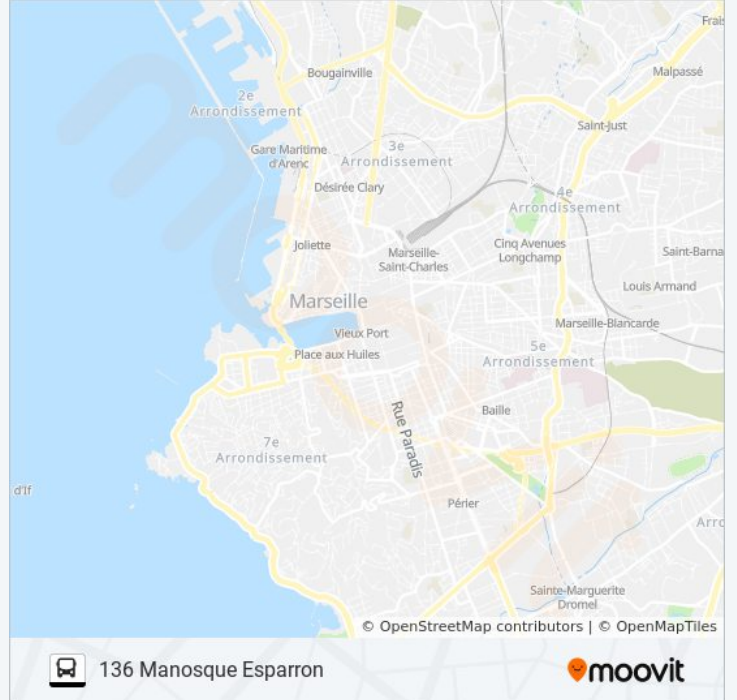 Frais
Bougainville
Malpassé
2e
Arrondissement
Saint-Just
3e
Arrondissement
Gare Maritime
d'Arenc
Désirée Clary
4e
Arrondissement
Joliette
Marseille-
Saint-Charles
Cinq Avenues
Longchamp
Saint-Barna
Louis Armand
Marseille
Marseille-Blancarde
Vieux Port
5e
Arrondissement
Place aux Huiles
Rue Paradis
Baille
7e
Arrondissement
d'If
Périer
Arro
Sainte-Marguerite
Dromel
© OpenStreetMap contributors | © OpenMapTiles
136 Manosque Esparron
moovit